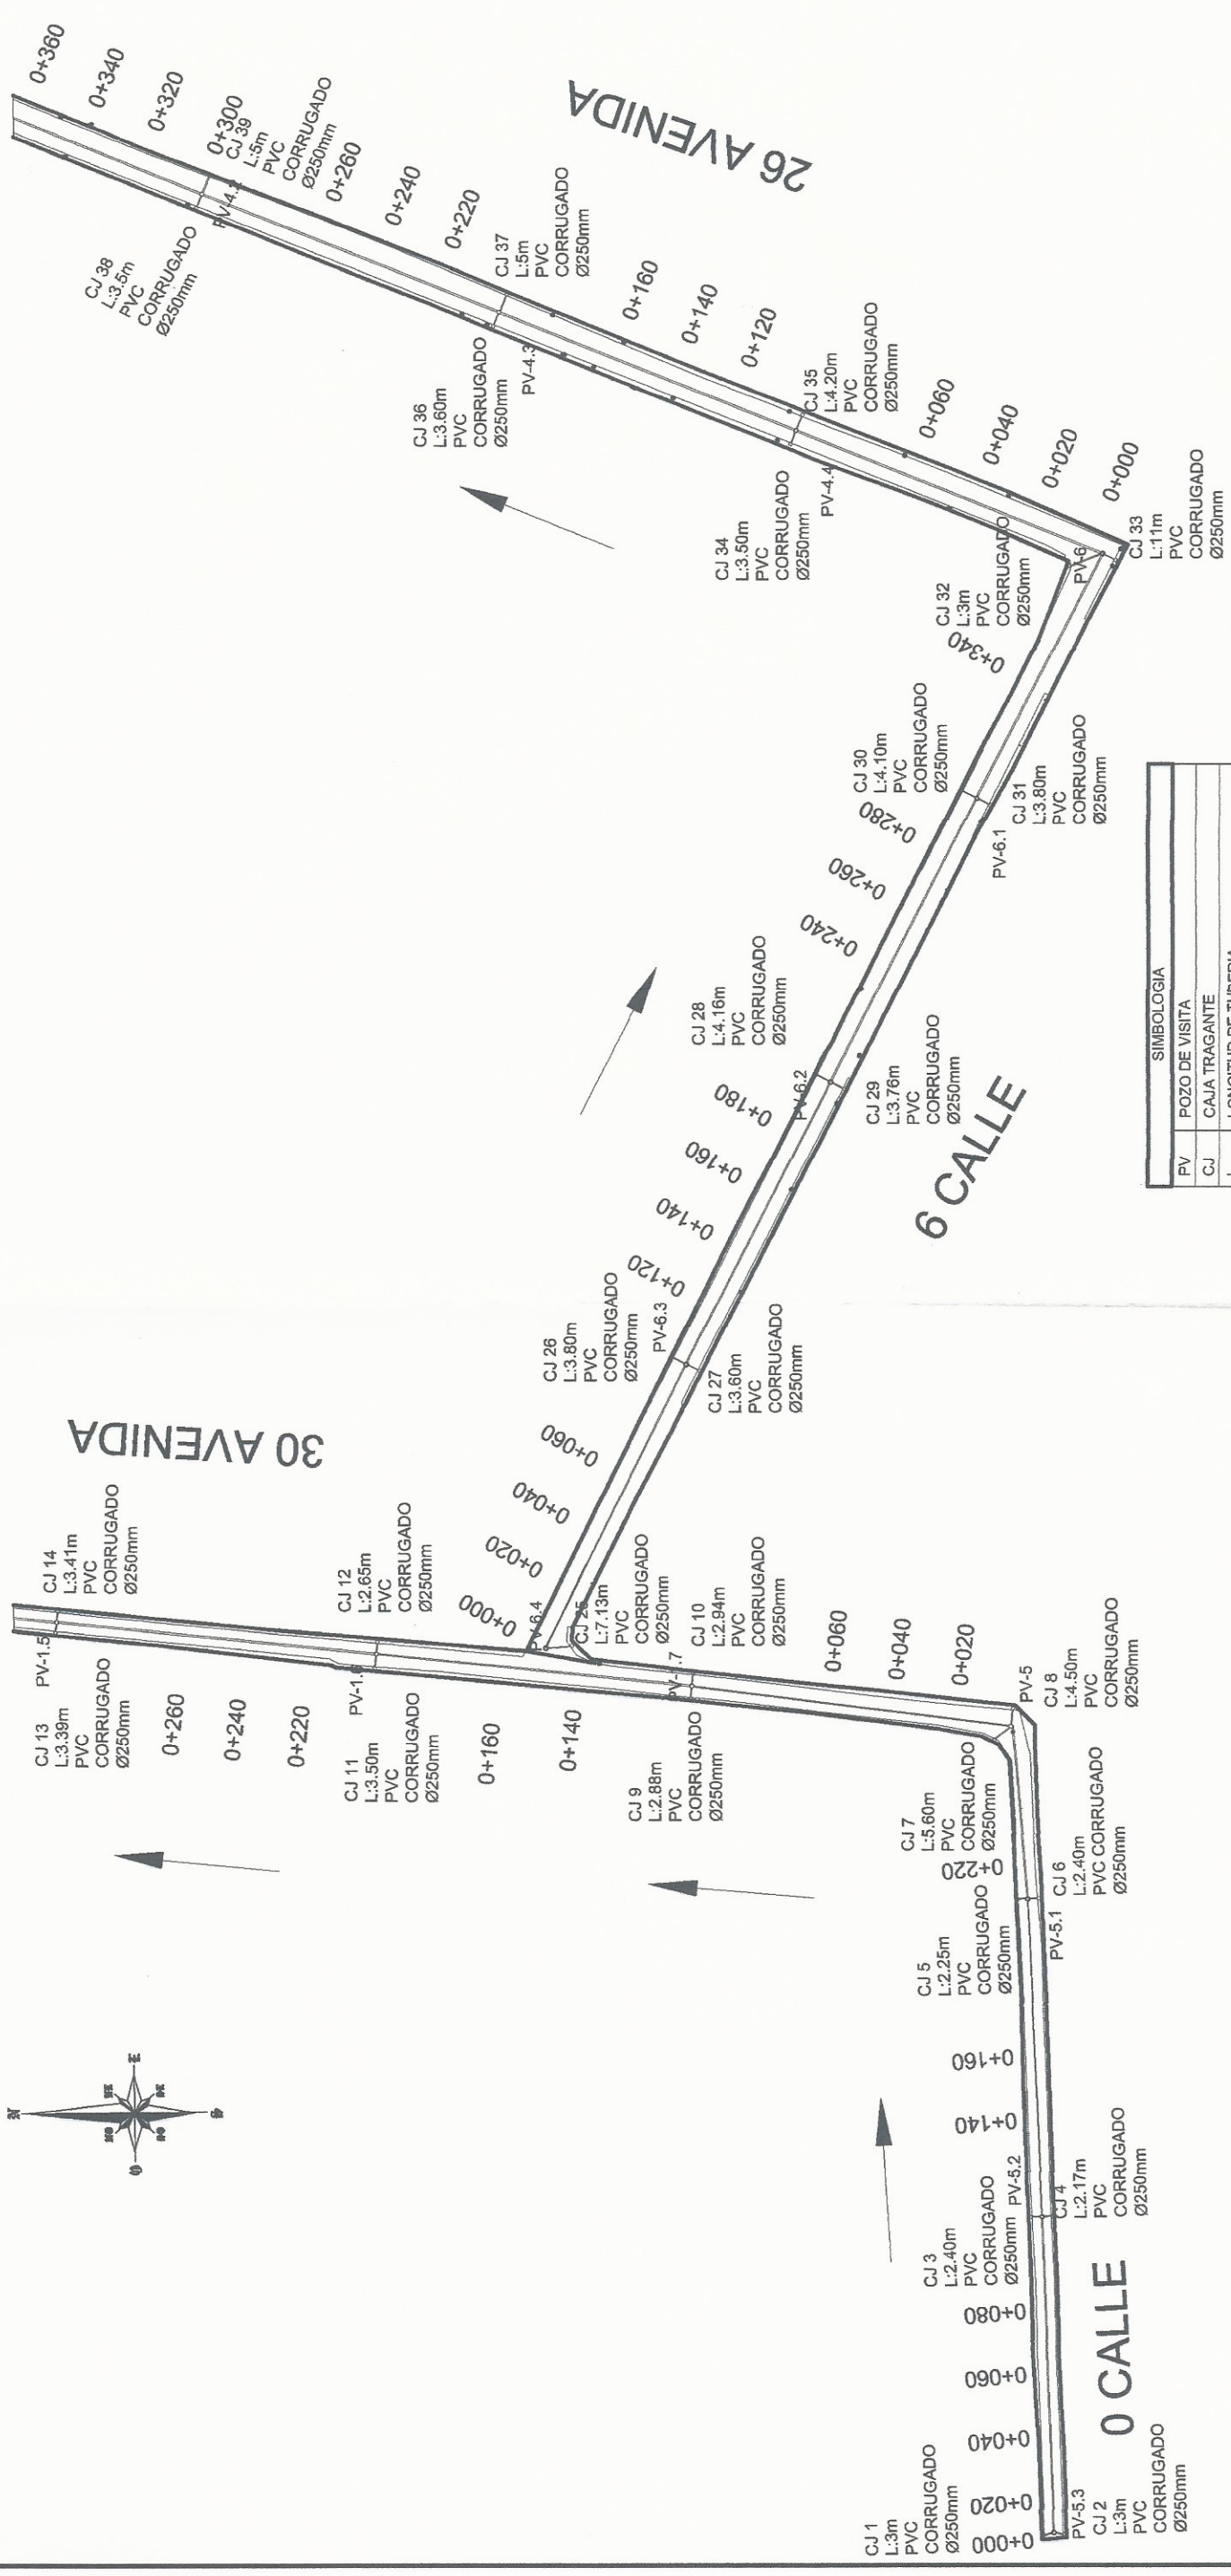 0+360
0+340
0+320
0+300
CJ 39
L:5m
PVC
CORRUGADO
Ø250mm
0+260
0+240
0+220
26 AVENIDA
CJ 38
L:3.5m
PVC
CORRUGADO
Ø250mm
CJ 37
L:5m
PVC
CORRUGADO
Ø250mm
0+160
0+140
0+120
CJ 36
L:3.60m
PVC
CORRUGADO
Ø250mm
PV-4.3
CJ 35
L:4.20m
PVC
CORRUGADO
Ø250mm
0+060
0+040
0+020
0+000
CJ 34
L:3.50m
PVC
CORRUGADO
Ø250mm
PV-4.4
CJ 33
L:11m
PVC
CORRUGADO
Ø250mm
PV-6
CJ 32
L:3m
PVC
CORRUGADO
Ø250mm
0+340
CJ 30
L:4.10m
PVC
CORRUGADO
Ø250mm
0+280
0+260
0+240
CJ 31
L:3.80m
PVC
CORRUGADO
Ø250mm
PV-6.1
CJ 28
L:4.16m
PVC
CORRUGADO
Ø250mm
PV-6.2
0+180
0+160
0+140
0+120
CJ 29
L:3.76m
PVC
CORRUGADO
Ø250mm
6 CALLE
CJ 26
L:3.80m
PVC
CORRUGADO
Ø250mm
PV-6.3
CJ 27
L:3.60m
PVC
CORRUGADO
Ø250mm
0+060
0+040
0+020
0+000
PV-6.4
CJ 25
L:7.13m
PVC
CORRUGADO
Ø250mm
30 AVENIDA
CJ 14
L:3.41m
PVC
CORRUGADO
Ø250mm
PV-1.5
CJ 13
L:3.39m
PVC
CORRUGADO
Ø250mm
0+260
0+240
0+220
CJ 12
L:2.65m
PVC
CORRUGADO
Ø250mm
CJ 11
L:3.50m
PVC
CORRUGADO
Ø250mm
0+160
0+140
CJ 10
L:2.94m
PVC
CORRUGADO
Ø250mm
CJ 9
L:2.88m
PVC
CORRUGADO
Ø250mm
0+060
0+040
0+020
PV-5
CJ 8
L:4.50m
PVC
CORRUGADO
Ø250mm
CJ 7
L:5.60m
PVC
CORRUGADO
Ø250mm
0+220
CJ 6
L:2.40m
PVC CORRUGADO
Ø250mm
PV-5.1
CJ 5
L:2.25m
PVC
CORRUGADO
Ø250mm
0+160
0+140
PV-5.2
CJ 4
L:2.17m
PVC
CORRUGADO
Ø250mm
CJ 3
L:2.40m
PVC
CORRUGADO
Ø250mm
0+080
0+060
0+040
0+020
0+000
0 CALLE
CJ 1
L:3m
PVC
CORRUGADO
Ø250mm
PV-5.3
CJ 2
L:3m
PVC
CORRUGADO
Ø250mm
N
NE
E
SE
S
SO
O
NO
SIMBOLOGIA
PV POZO DE VISITA
CJ CAJA TRAGANTE